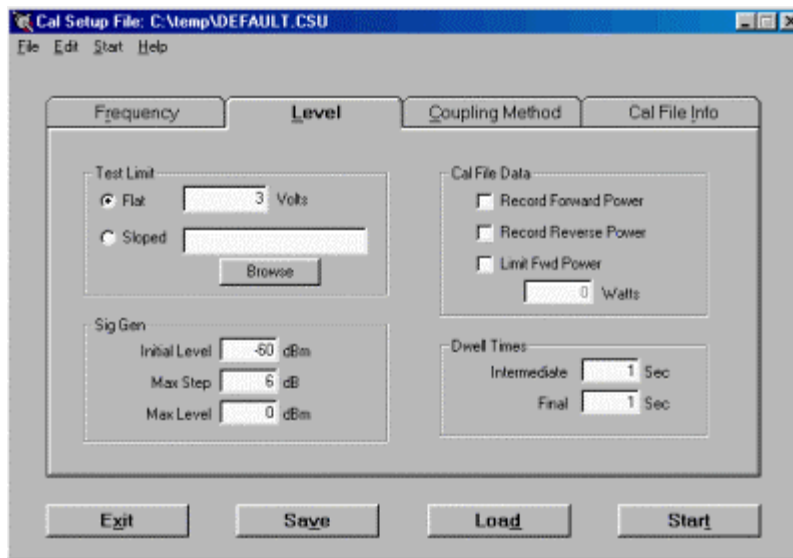 Cal Setup File: C:\temp\DEFAULT.CSU
File Edit Start Help
Frequency Level Coupling Method Cal File Info
Test Limit
Flat 3 Volts
Sloped
Browse
Sig Gen
Initial Level -60 dBm
Max Step 6 dB
Max Level 0 dBm
Cal File Data
Record Forward Power
Record Reverse Power
Limit Fwd Power
0 Watts
Dwell Times
Intermediate 1 Sec
Final 1 Sec
Exit Save Load Start